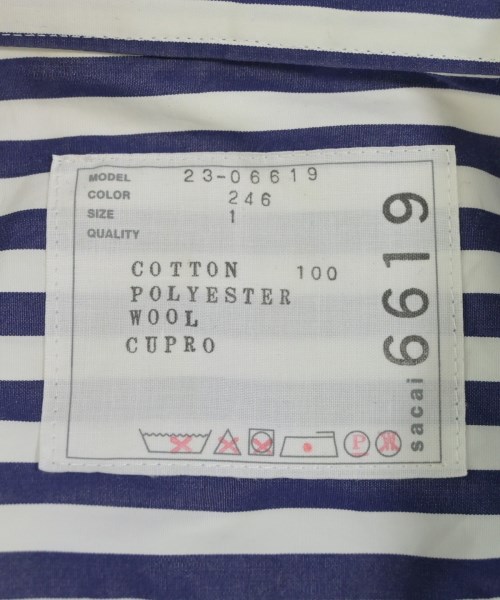 MODEL 23-06619
COLOR 246
SIZE 1
QUALITY
COTTON 100
POLYESTER
WOOL
CUPRO
P
sacai 6619